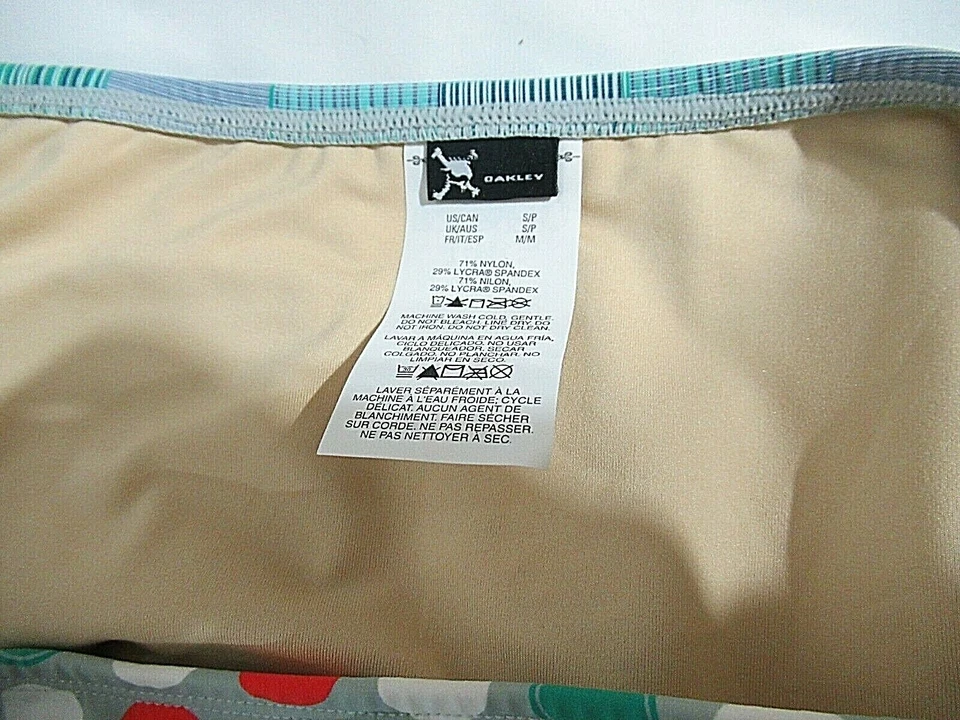 OAKLEY
US/CAN S/P
UK/AUS S/P
FR/IT/ESP M/M
71% NYLON,
29% LYCRA® SPANDEX
71% NILON,
29% LYCRA® SPANDEX
MACHINE WASH COLD, GENTLE.
DO NOT BLEACH. LINE DRY. DO
NOT IRON. DO NOT DRY CLEAN.
LAVAR A MÁQUINA EN AGUA FRÍA,
CICLO DELICADO. NO USAR
BLANQUEADOR. SECAR
COLGADO. NO PLANCHAR. NO
LIMPIAR EN SECO.
LAVER SÉPARÉMENT À LA
MACHINE À L'EAU FROIDE; CYCLE
DÉLICAT. AUCUN AGENT DE
BLANCHIMENT. FAIRE SÉCHER
SUR CORDE. NE PAS REPASSER.
NE PAS NETTOYER À SEC.